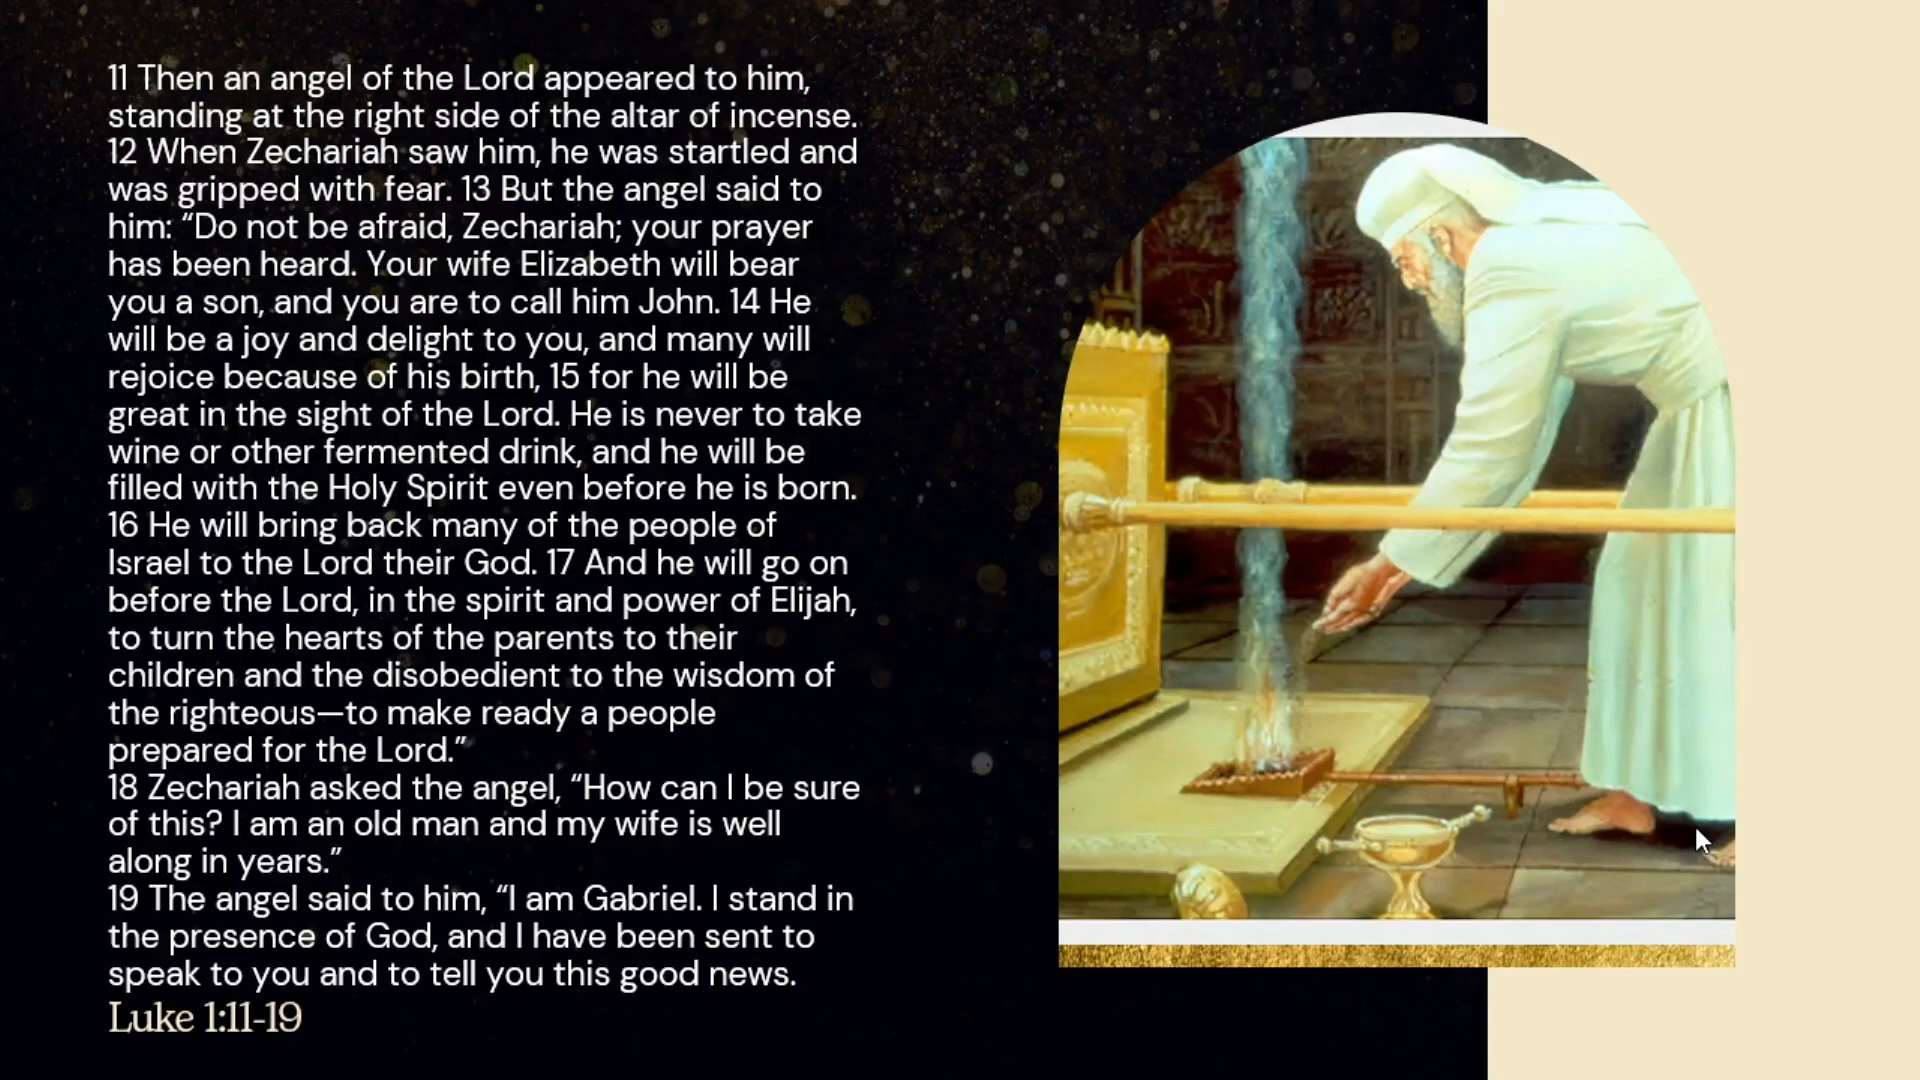 11 Then an angel of the Lord appeared to him,
standing at the right side of the altar of incense.
12 When Zechariah saw him, he was startled and
was gripped with fear. 13 But the angel said to
him: “Do not be afraid, Zechariah; your prayer
has been heard. Your wife Elizabeth will bear
you a son, and you are to call him John. 14 He
will be a joy and delight to you, and many will
rejoice because of his birth, 15 for he will be
great in the sight of the Lord. He is never to take
wine or other fermented drink, and he will be
filled with the Holy Spirit even before he is born.
16 He will bring back many of the people of
Israel to the Lord their God. 17 And he will go on
before the Lord, in the spirit and power of Elijah,
to turn the hearts of the parents to their
children and the disobedient to the wisdom of
the righteous—to make ready a people
prepared for the Lord.”
18 Zechariah asked the angel, “How can I be sure
of this? I am an old man and my wife is well
along in years.”
19 The angel said to him, “I am Gabriel. I stand in
the presence of God, and I have been sent to
speak to you and to tell you this good news.
Luke 1:11-19